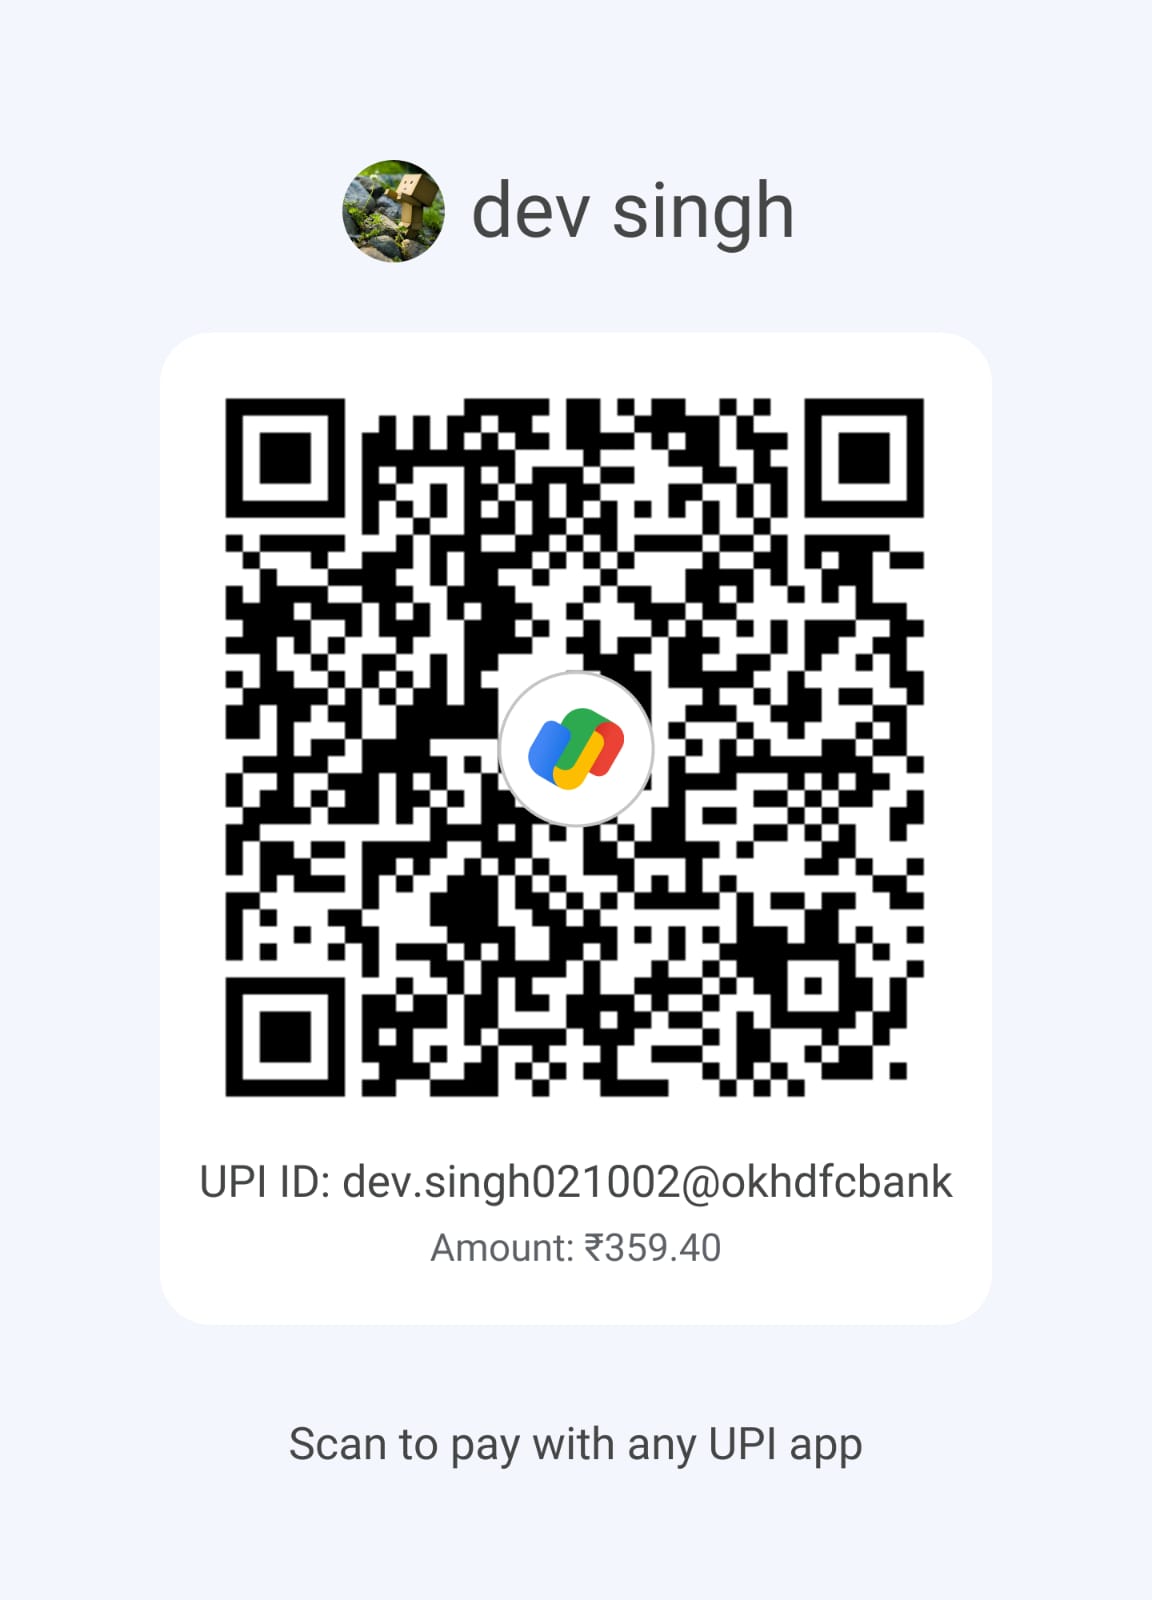 dev singh
UPI ID: dev.singh021002@okhdfcbank
Amount: ₹359.40
Scan to pay with any UPI app